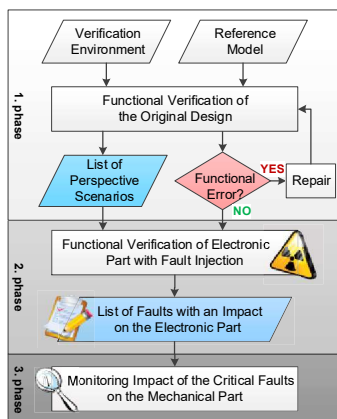 Verification
Environment
Reference
Model
1. phase
Functional Verification of
the Original Design
List of
Perspective
Scenarios
Functional
Error?
YES
Repair
NO
2. phase
Functional Verification of Electronic
Part with Fault Injection
List of Faults with an Impact
on the Electronic Part
3. phase
Monitoring Impact of the Critical Faults
on the Mechanical Part